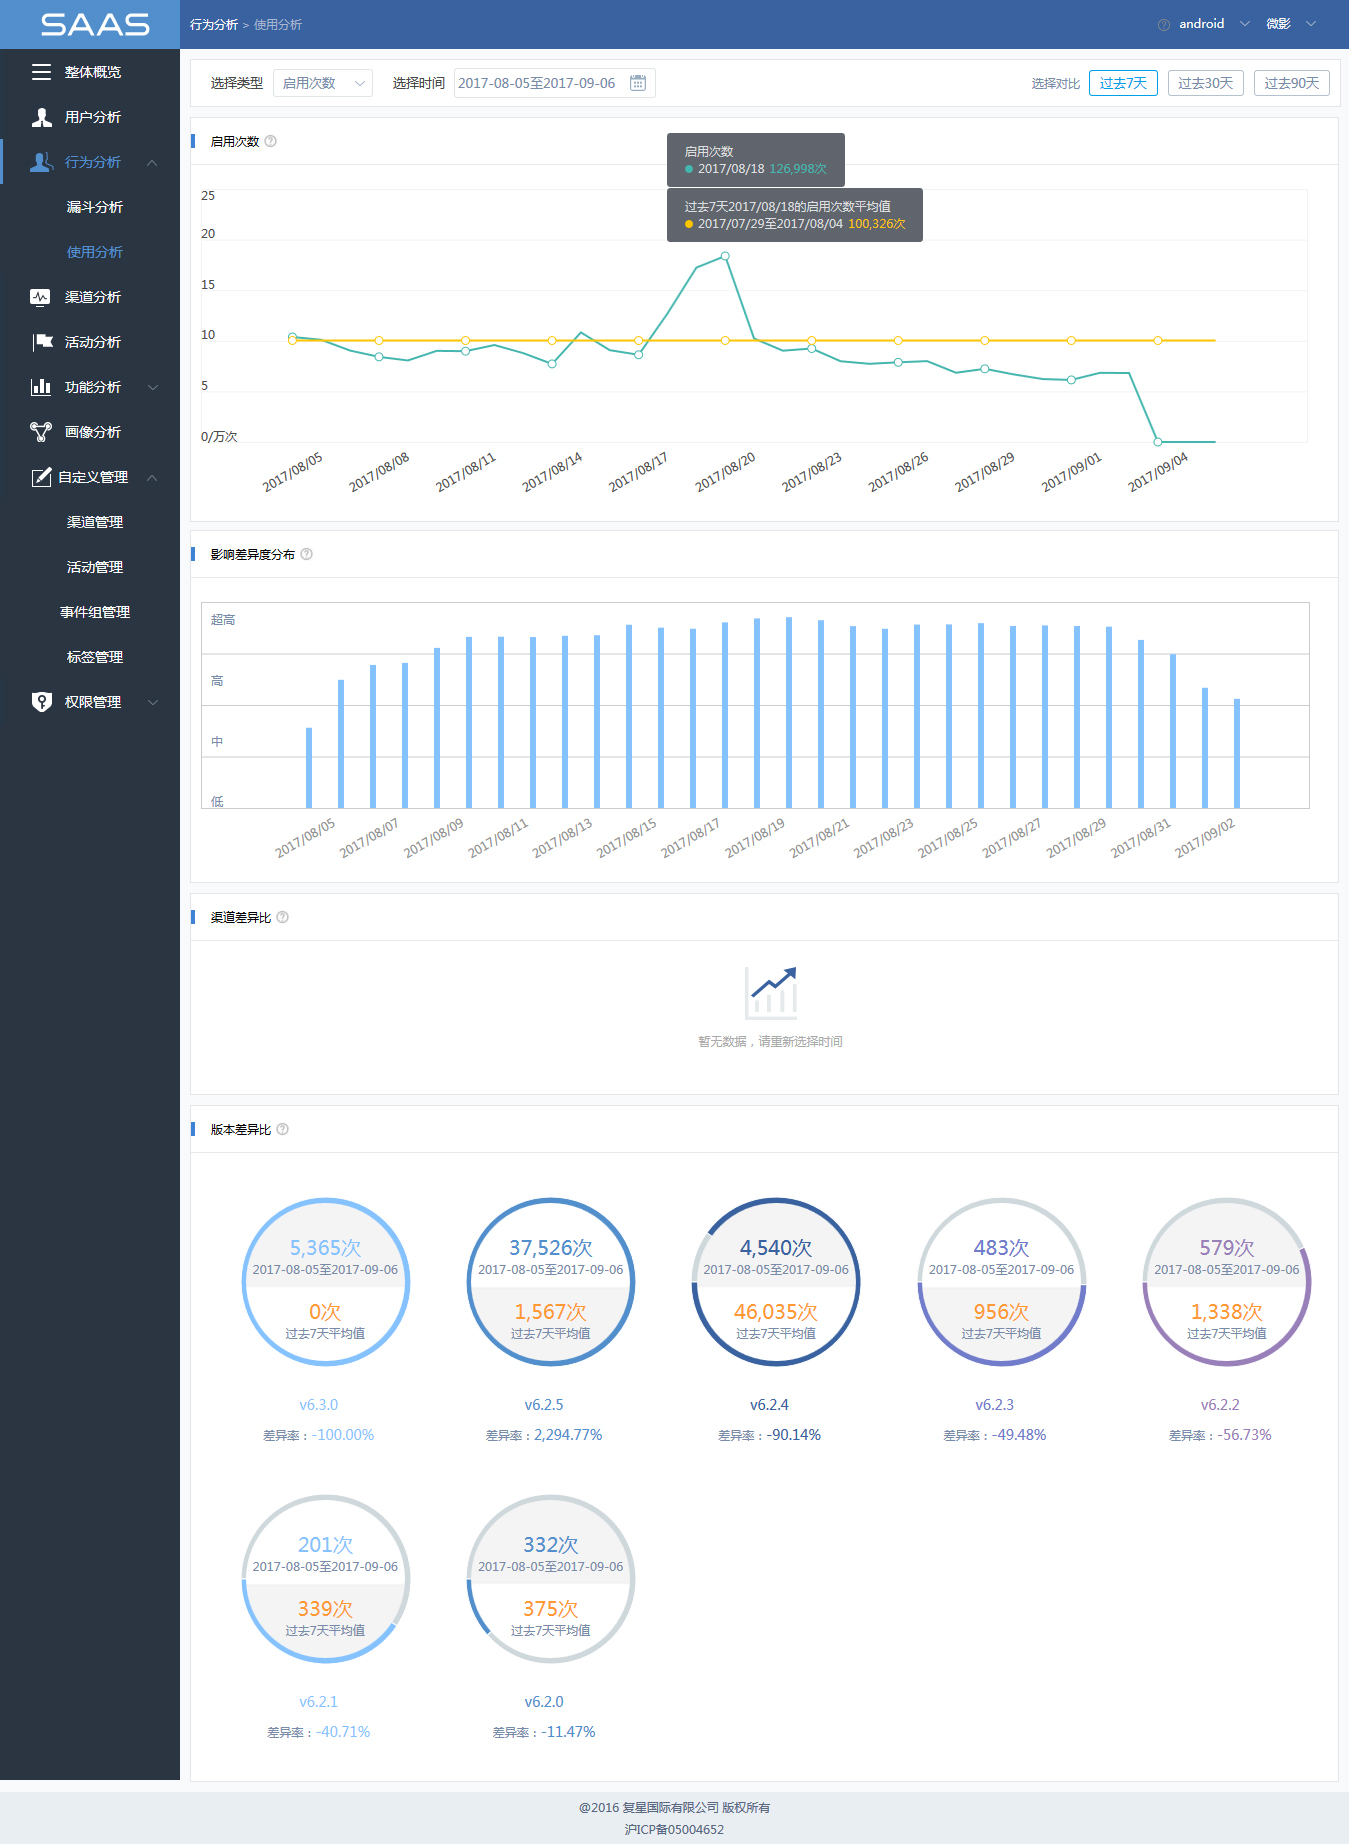 SAAS
行为分析 > 使用分析
android
微影
整体概览
用户分析
行为分析
漏斗分析
使用分析
渠道分析
活动分析
功能分析
画像分析
自定义管理
渠道管理
活动管理
事件组管理
标签管理
权限管理
选择类型 启用次数 选择时间 2017-08-05至2017-09-06
选择对比 过去7天 过去30天 过去90天
启用次数
启用次数
2017/08/18 126,998次
过去7天2017/08/18的启用次数平均值
2017/07/29至2017/08/04 100,326次
25
20
15
10
5
0/万次
2017/08/05 2017/08/08 2017/08/11 2017/08/14 2017/08/17 2017/08/20 2017/08/23 2017/08/26 2017/08/29 2017/09/01 2017/09/04
影响差异度分布
超高
高
中
低
2017/08/05 2017/08/07 2017/08/09 2017/08/11 2017/08/13 2017/08/15 2017/08/17 2017/08/19 2017/08/21 2017/08/23 2017/08/25 2017/08/27 2017/08/29 2017/08/31 2017/09/02
渠道差异比
暂无数据，请重新选择时间
版本差异比
5,365次 37,526次 4,540次 483次 579次
2017-08-05至2017-09-06 2017-08-05至2017-09-06 2017-08-05至2017-09-06 2017-08-05至2017-09-06 2017-08-05至2017-09-06
0次 1,567次 46,035次 956次 1,338次
过去7天平均值 过去7天平均值 过去7天平均值 过去7天平均值 过去7天平均值
v6.3.0 v6.2.5 v6.2.4 v6.2.3 v6.2.2
差异率：-100.00% 差异率：2,294.77% 差异率：-90.14% 差异率：-49.48% 差异率：-56.73%
201次 332次
2017-08-05至2017-09-06 2017-08-05至2017-09-06
339次 375次
过去7天平均值 过去7天平均值
v6.2.1 v6.2.0
差异率：-40.71% 差异率：-11.47%
@2016 复星国际有限公司 版权所有
沪ICP备05004652